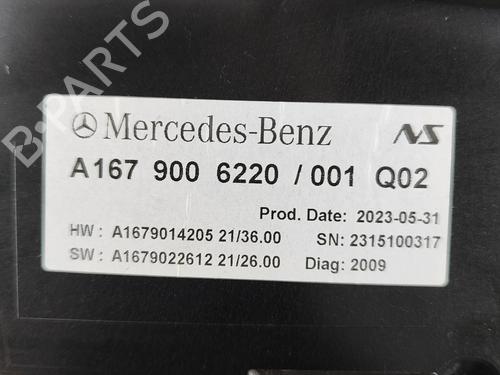 B-PARTS
Mercedes-Benz NS
A167 900 6220 / 001 Q02
Prod. Date: 2023-05-31
HW : A1679014205 21/36.00 SN: 2315100317
SW : A1679022612 21/26.00 Diag: 2009